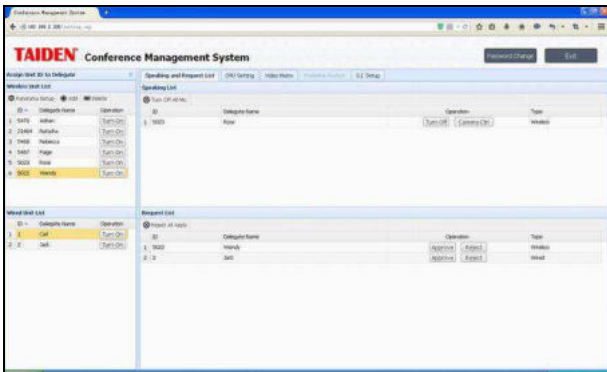 Conference Management System
TAIDEN Conference Management System
Password Change
Exit
Assign Unit ID to Delegate
Speaking and Request List
CMU Setting
Video Matrix
Wireless Unit List
Speaking List
Add
Delete
Turn Off All Mic
ID Delegate Name Operation
ID Delegate Name Operation Type
1 5470 Turn On
1 5023 Rose Turn Off Camera Ctrl Wireless
2 21464 Natasha Turn On
3 5468 Rebecca Turn On
4 5467 Paige Turn On
5 5023 Rose Turn On
6 5022 Wendy Turn On
Wired Unit List
Request List
Reject All Apply
ID Delegate Name Operation
ID Delegate Name Operation Type
1 1 Carl Turn On
1 5022 Wendy Approve Reject Wireless
2 2 Jack Turn On
2 2 Jack Approve Reject Wired